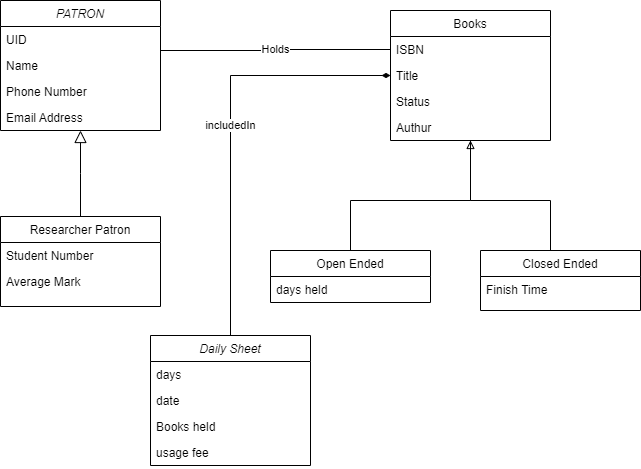 PATRON
UID
Name
Phone Number
Email Address
Holds
Books
ISBN
Title
Status
Authur
includedIn
Researcher Patron
Student Number
Average Mark
Open Ended
days held
Closed Ended
Finish Time
Daily Sheet
days
date
Books held
usage fee